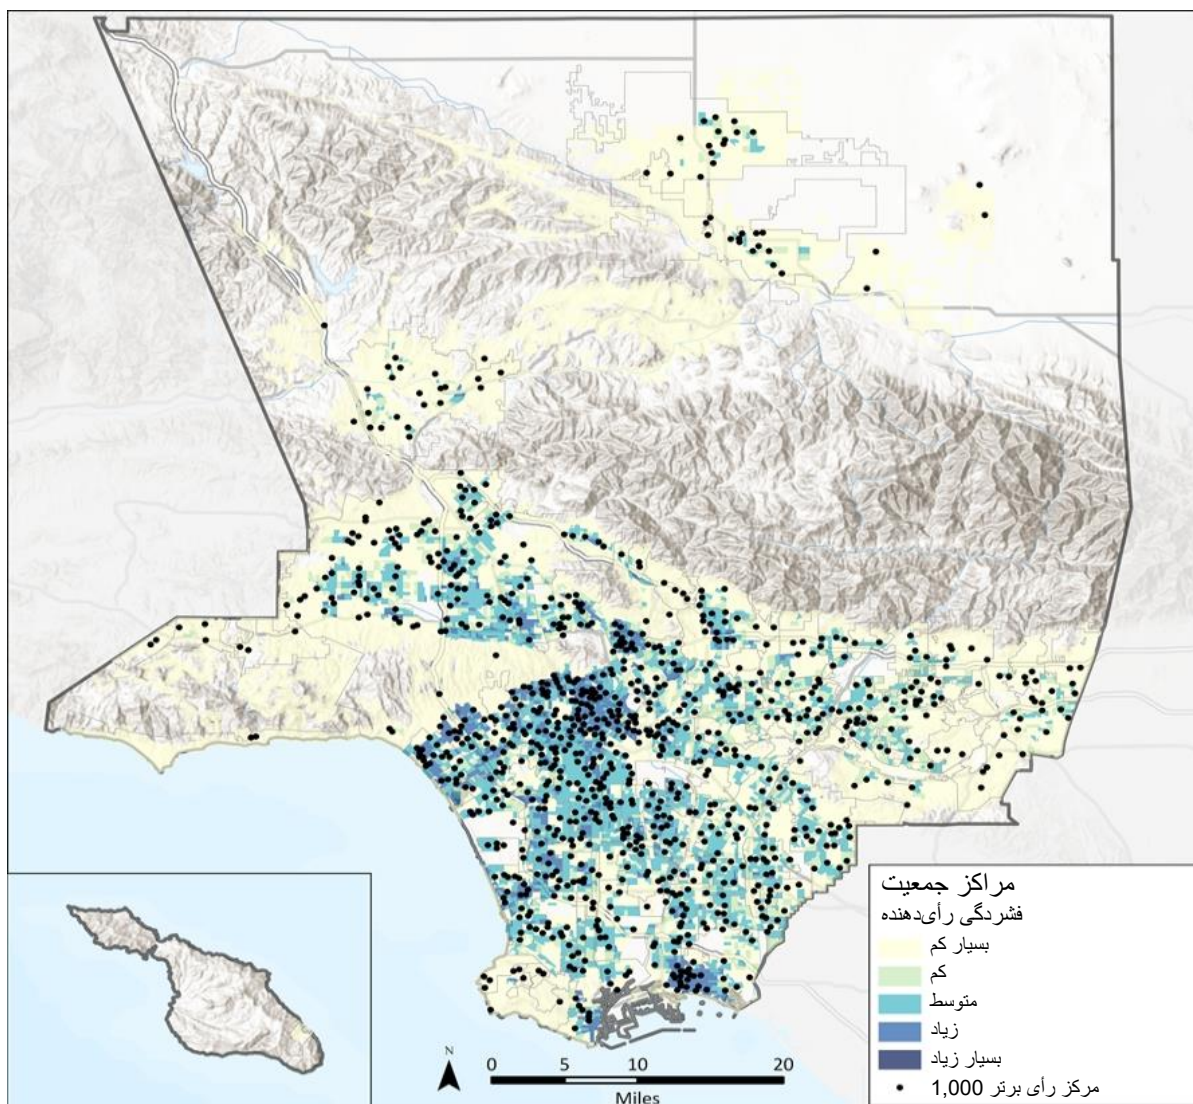 مراکز جمعیت
فشردگی رأی‌دهنده
بسیار کم
کم
متوسط
زیاد
بسیار زیاد
مرکز رأی برتر 1,000
N
0 5 10 20
Miles